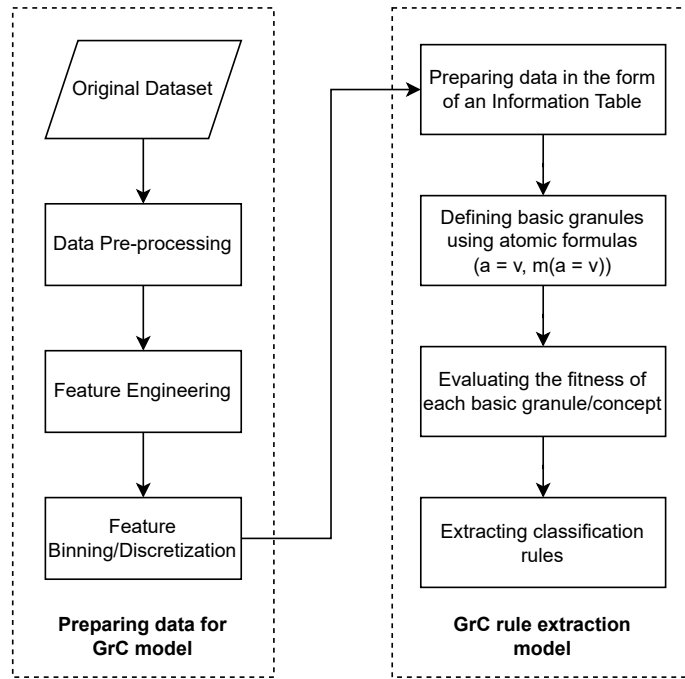 Original Dataset
Data Pre-processing
Feature Engineering
Feature
Binning/Discretization
Preparing data for
GrC model
Preparing data in the form
of an Information Table
Defining basic granules
using atomic formulas
(a = v, m(a = v))
Evaluating the fitness of
each basic granule/concept
Extracting classification
rules
GrC rule extraction
model